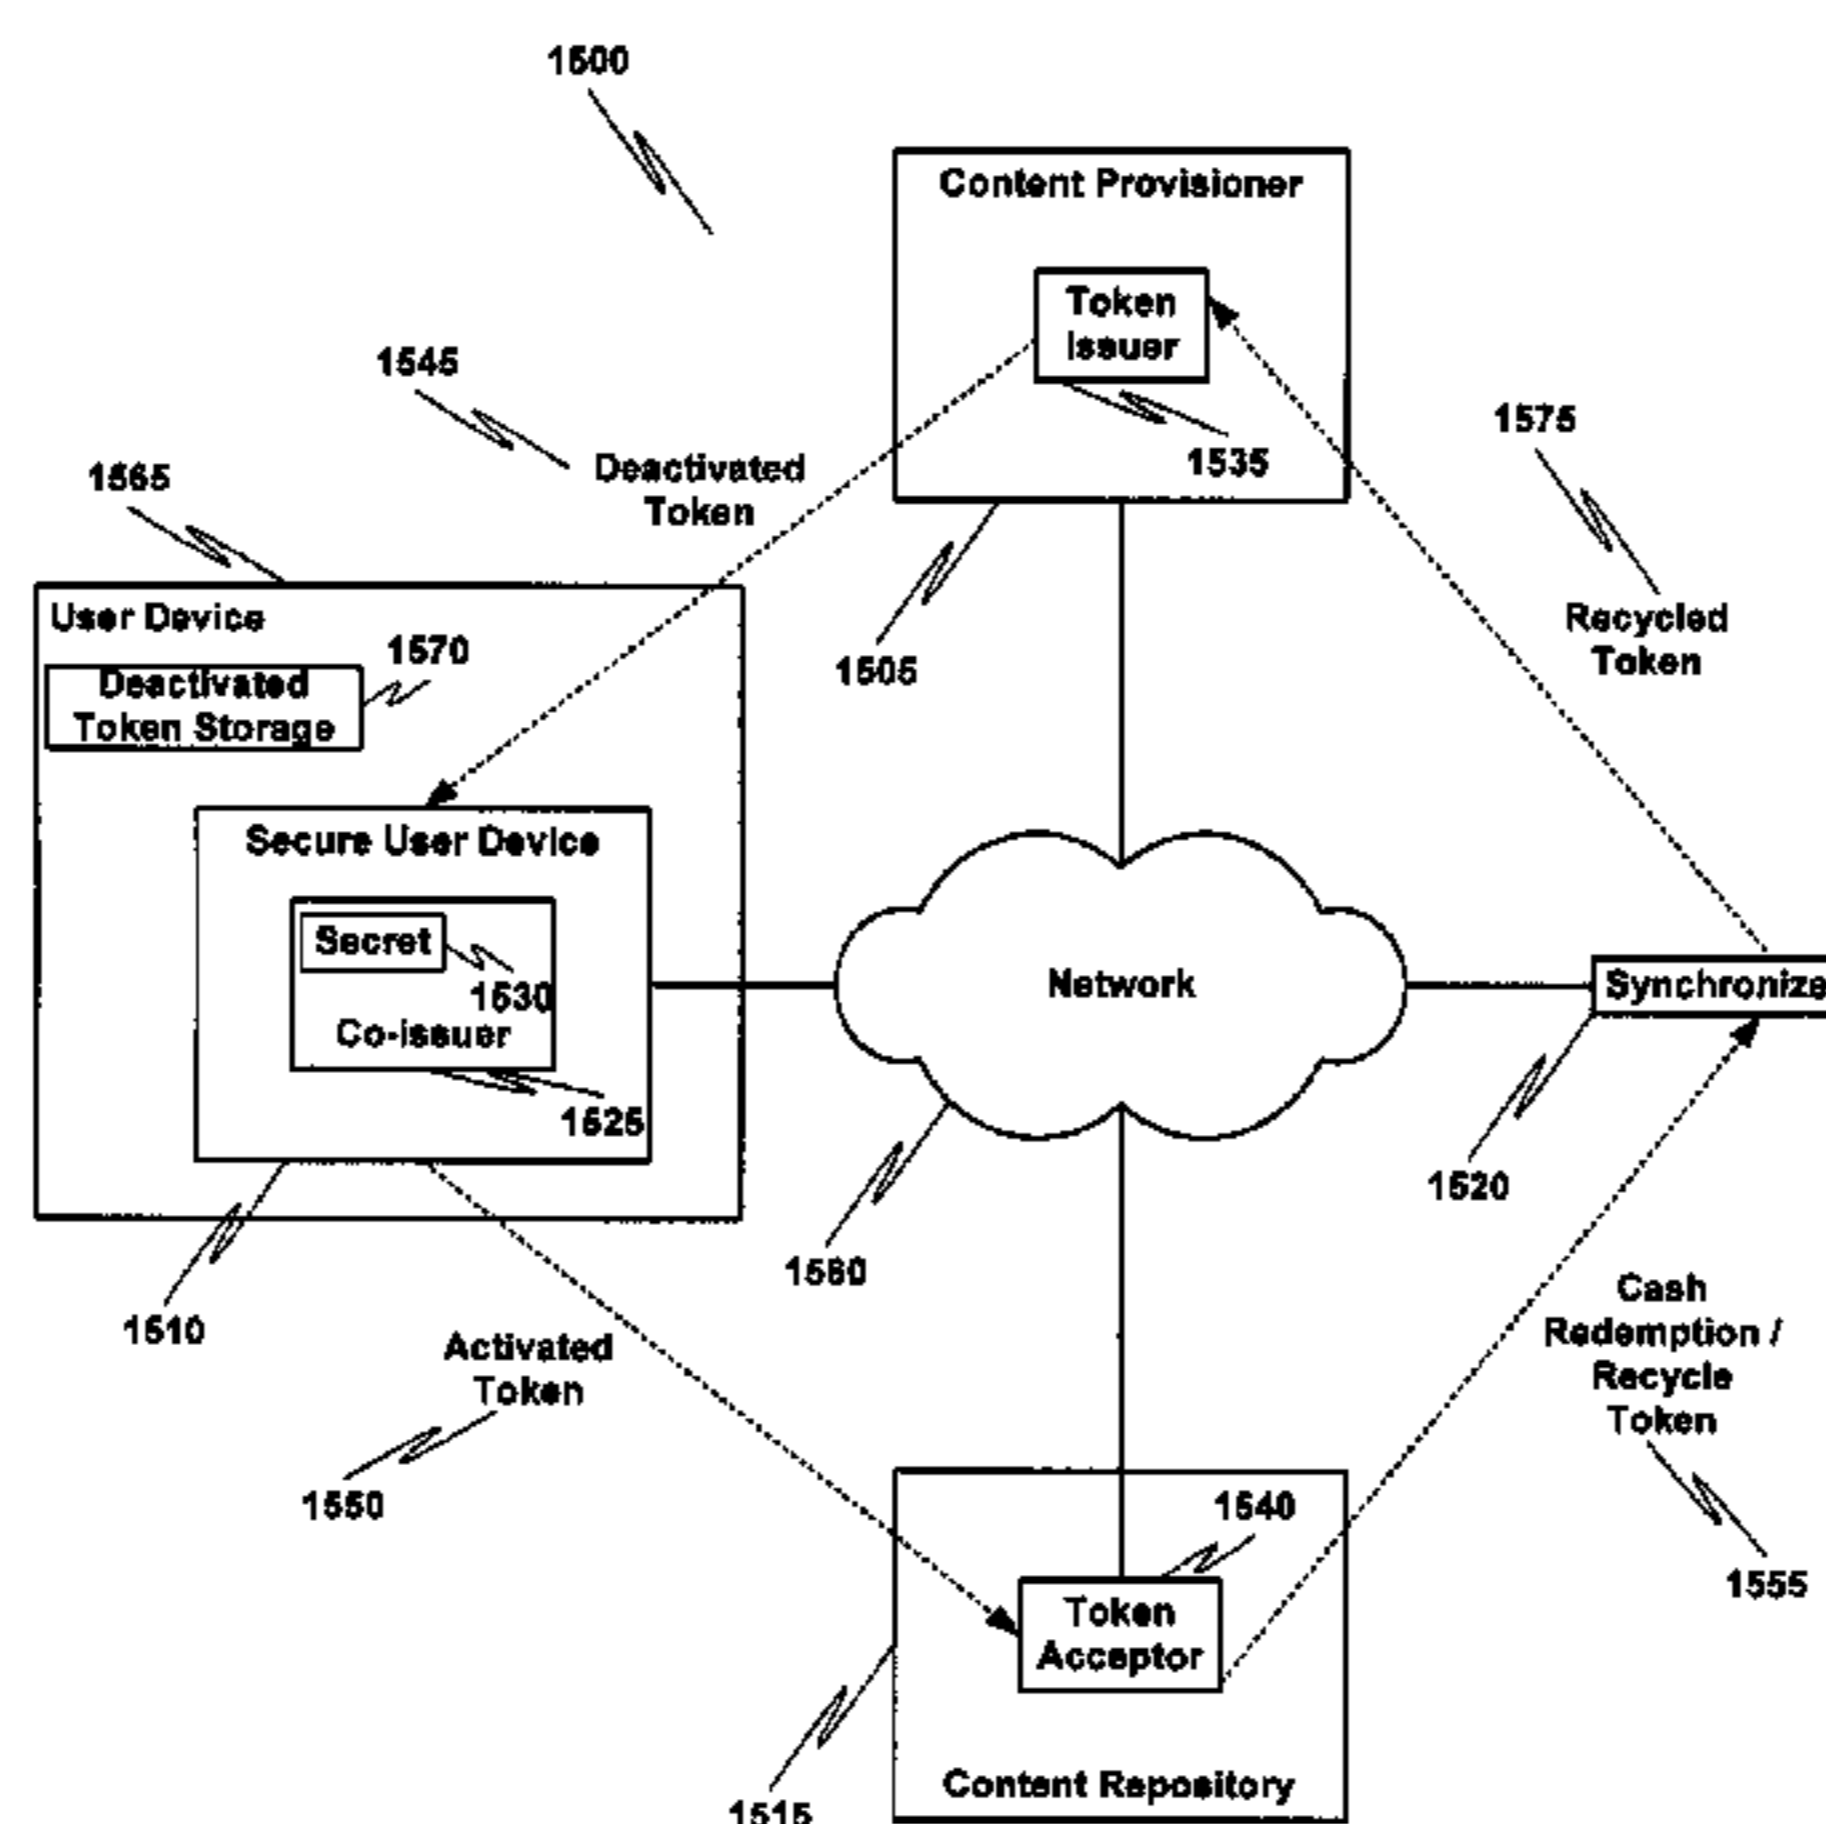 1500
Content Provisioner
Token
Issuer
1535
1545
Deactivated
Token
1575
Recycled
Token
1565
User Device
1570
Deactivated
Token Storage
1505
Secure User Device
Secret
1530
Co-issuer
1525
Network
Synchronize
1520
1510
1580
Activated
Token
1550
Cash
Redemption /
Recycle
Token
1555
1540
Token
Acceptor
Content Repository
1515